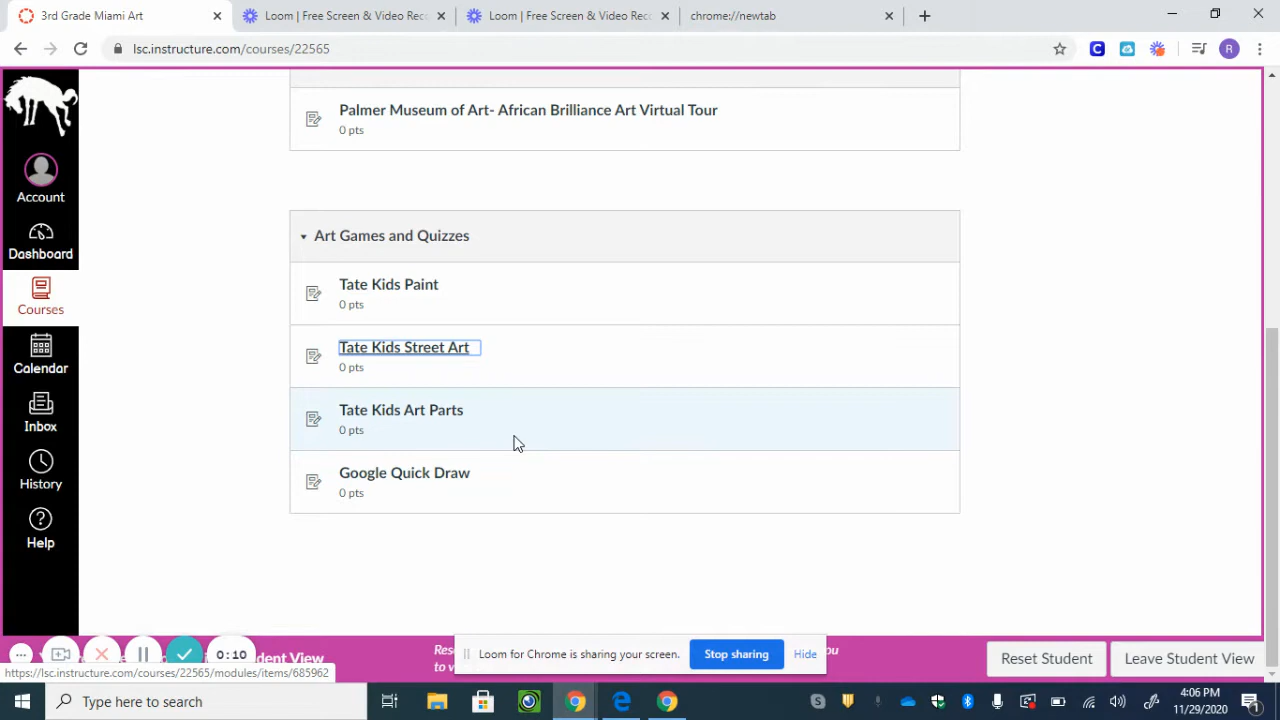 3rd Grade Miami Art
Loom | Free Screen & Video Rec
Loom | Free Screen & Video Rec
chrome://newtab
lsc.instructure.com/courses/22565
C
R
Palmer Museum of Art- African Brilliance Art Virtual Tour
0 pts
Account
Art Games and Quizzes
Dashboard
Tate Kids Paint
0 pts
Courses
Tate Kids Street Art
0 pts
Calendar
Tate Kids Art Parts
0 pts
Inbox
Google Quick Draw
0 pts
History
Help
0:10
Student View
Loom for Chrome is sharing your screen.
Stop sharing
Hide
Reset Student
Leave Student View
https://lsc.instructure.com/courses/22565/modules/items/685962
Type here to search
4:06 PM
11/29/2020